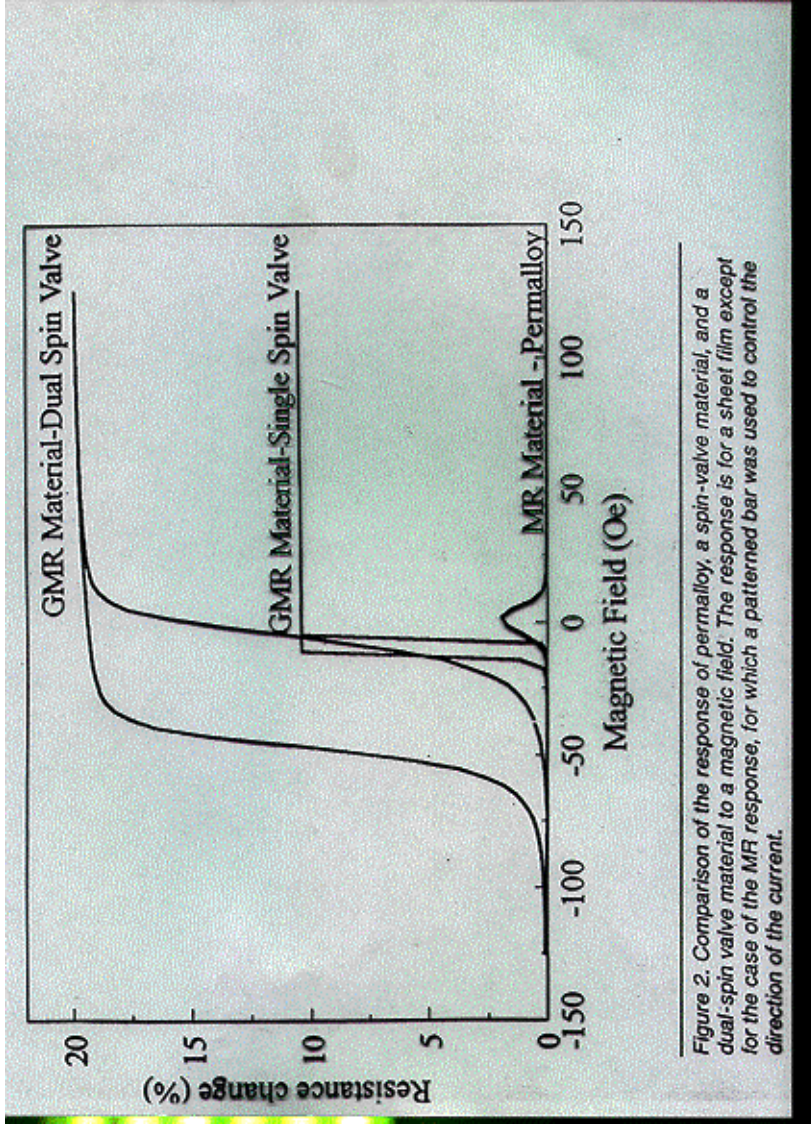 GMR Material-Dual Spin Valve
GMR Material-Single Spin Valve
MR Material - Permalloy
Resistance change (%)
20
15
10
5
0
-150
-100
-50
0
50
100
150
Magnetic Field (Oe)
Figure 2. Comparison of the response of permalloy, a spin-valve material, and a
dual-spin valve material to a magnetic field. The response is for a sheet film except
for the case of the MR response, for which a patterned bar was used to control the
direction of the current.